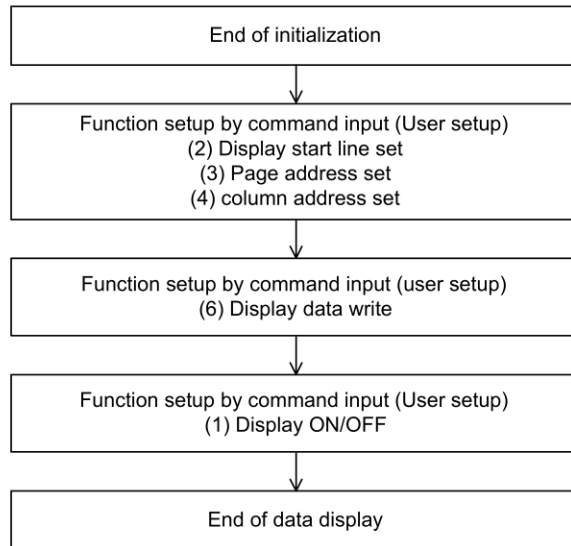 End of initialization
Function setup by command input (User setup)
(2) Display start line set
(3) Page address set
(4) column address set
Function setup by command input (user setup)
(6) Display data write
Function setup by command input (User setup)
(1) Display ON/OFF
End of data display